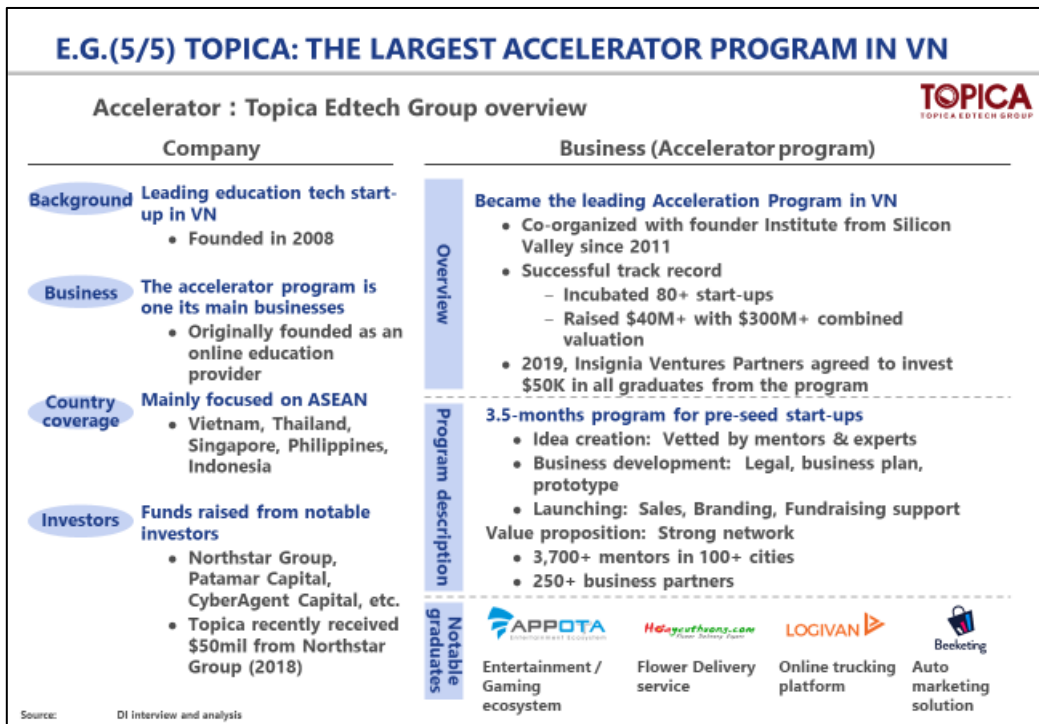 E.G.(5/5) TOPICA: THE LARGEST ACCELERATOR PROGRAM IN VN
Accelerator : Topica Edtech Group overview
TOPICA
TOPICA EDTECH GROUP
Company
Background
Leading education tech start-
up in VN
• Founded in 2008
Business
The accelerator program is
one its main businesses
• Originally founded as an
online education
provider
Country
coverage
Mainly focused on ASEAN
• Vietnam, Thailand,
Singapore, Philippines,
Indonesia
Investors
Funds raised from notable
investors
• Northstar Group,
Patamar Capital,
CyberAgent Capital, etc.
• Topica recently received
$50mil from Northstar
Group (2018)
Business (Accelerator program)
Overview
Became the leading Acceleration Program in VN
• Co-organized with founder Institute from Silicon
Valley since 2011
• Successful track record
– Incubated 80+ start-ups
– Raised $40M+ with $300M+ combined
valuation
• 2019, Insignia Ventures Partners agreed to invest
$50K in all graduates from the program
Program description
3.5-months program for pre-seed start-ups
• Idea creation: Vetted by mentors & experts
• Business development: Legal, business plan,
prototype
• Launching: Sales, Branding, Fundraising support
Value proposition: Strong network
• 3,700+ mentors in 100+ cities
• 250+ business partners
Notable
graduates
APPOTA
Entertainment Ecosystem
Entertainment /
Gaming
ecosystem
Hoayeuthuong.com
Flower Delivery Expert
Flower Delivery
service
LOGIVAN
Online trucking
platform
Beeketing
Auto
marketing
solution
Source: DI interview and analysis